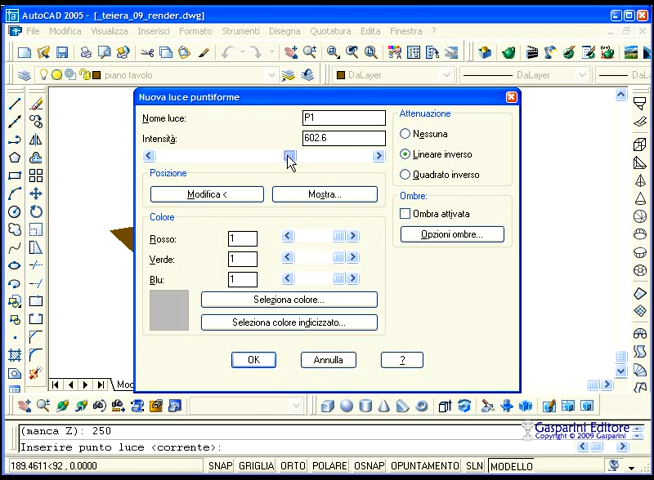 AutoCAD 2005 - [_teiera_09_render.dwg]
File Modifica Visualizza Inserisci Formato Strumenti Disegna Quotatura Edita Finestra ?
piano tavolo DaLayer DaLayer DaL
Nuova luce puntiforme
Nome luce: P1
Intensità: 602.6
Attenuazione
Nessuna
Lineare inverso
Quadrato inverso
Posizione
Modifica <
Mostra...
Ombre:
Ombra attivata
Opzioni ombre...
Colore
Rosso: 1
Verde: 1
Blu: 1
Seleziona colore...
Seleziona colore indicizzato...
OK Annulla ?
Mod
Gasparini Editore
Copyright © 2009 Gasparini
(manca Z): 250
Inserire punto luce <corrente>:
189.4611<92 , 0.0000 SNAP GRIGLIA ORTO POLARE OSNAP OPUNTAMENTO SLN MODELLO